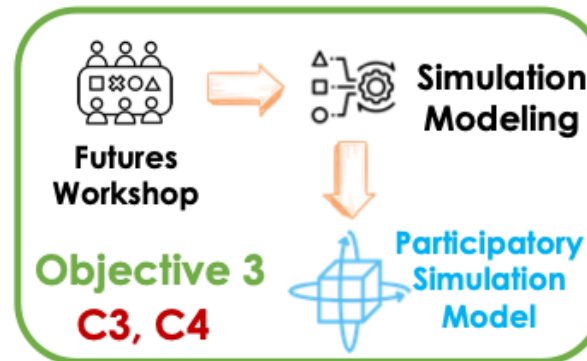 Futures
Workshop
Simulation
Modeling
Participatory
Simulation
Model
Objective 3
C3, C4